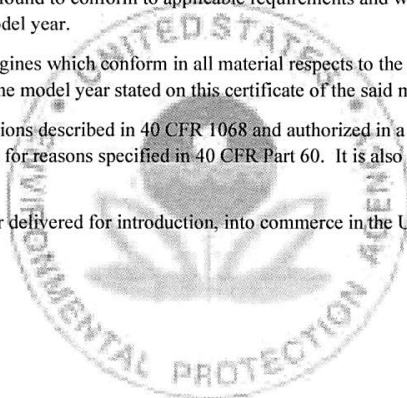 ound to conform to applicable requirements and w
del year.
gines which conform in all material respects to the
he model year stated on this certificate of the said m
ions described in 40 CFR 1068 and authorized in a
for reasons specified in 40 CFR Part 60. It is also
r delivered for introduction, into commerce in the U
UNITED STATES
ENVIRONMENTAL PROTECTION AGENC